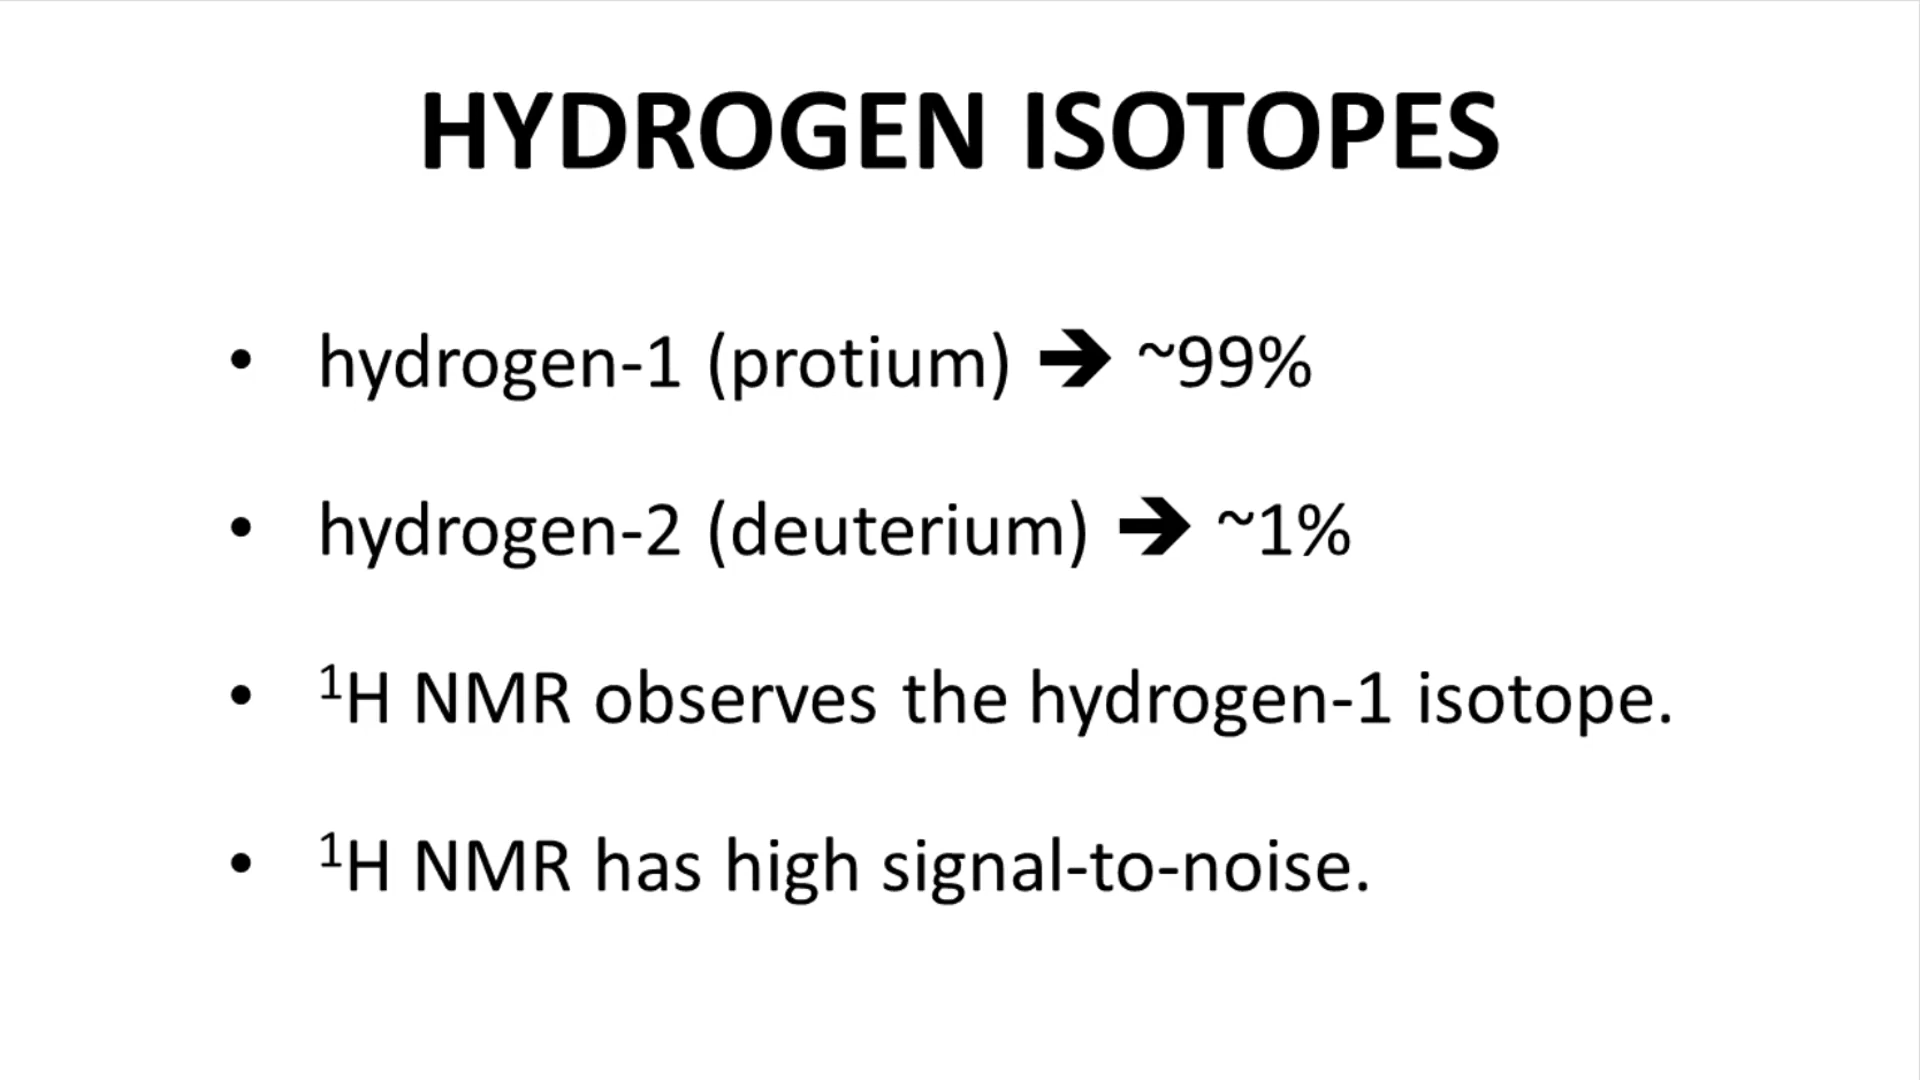 HYDROGEN ISOTOPES
• hydrogen-1 (protium) 🡺 ~99%
• hydrogen-2 (deuterium) 🡺 ~1%
• ¹H NMR observes the hydrogen-1 isotope.
• ¹H NMR has high signal-to-noise.